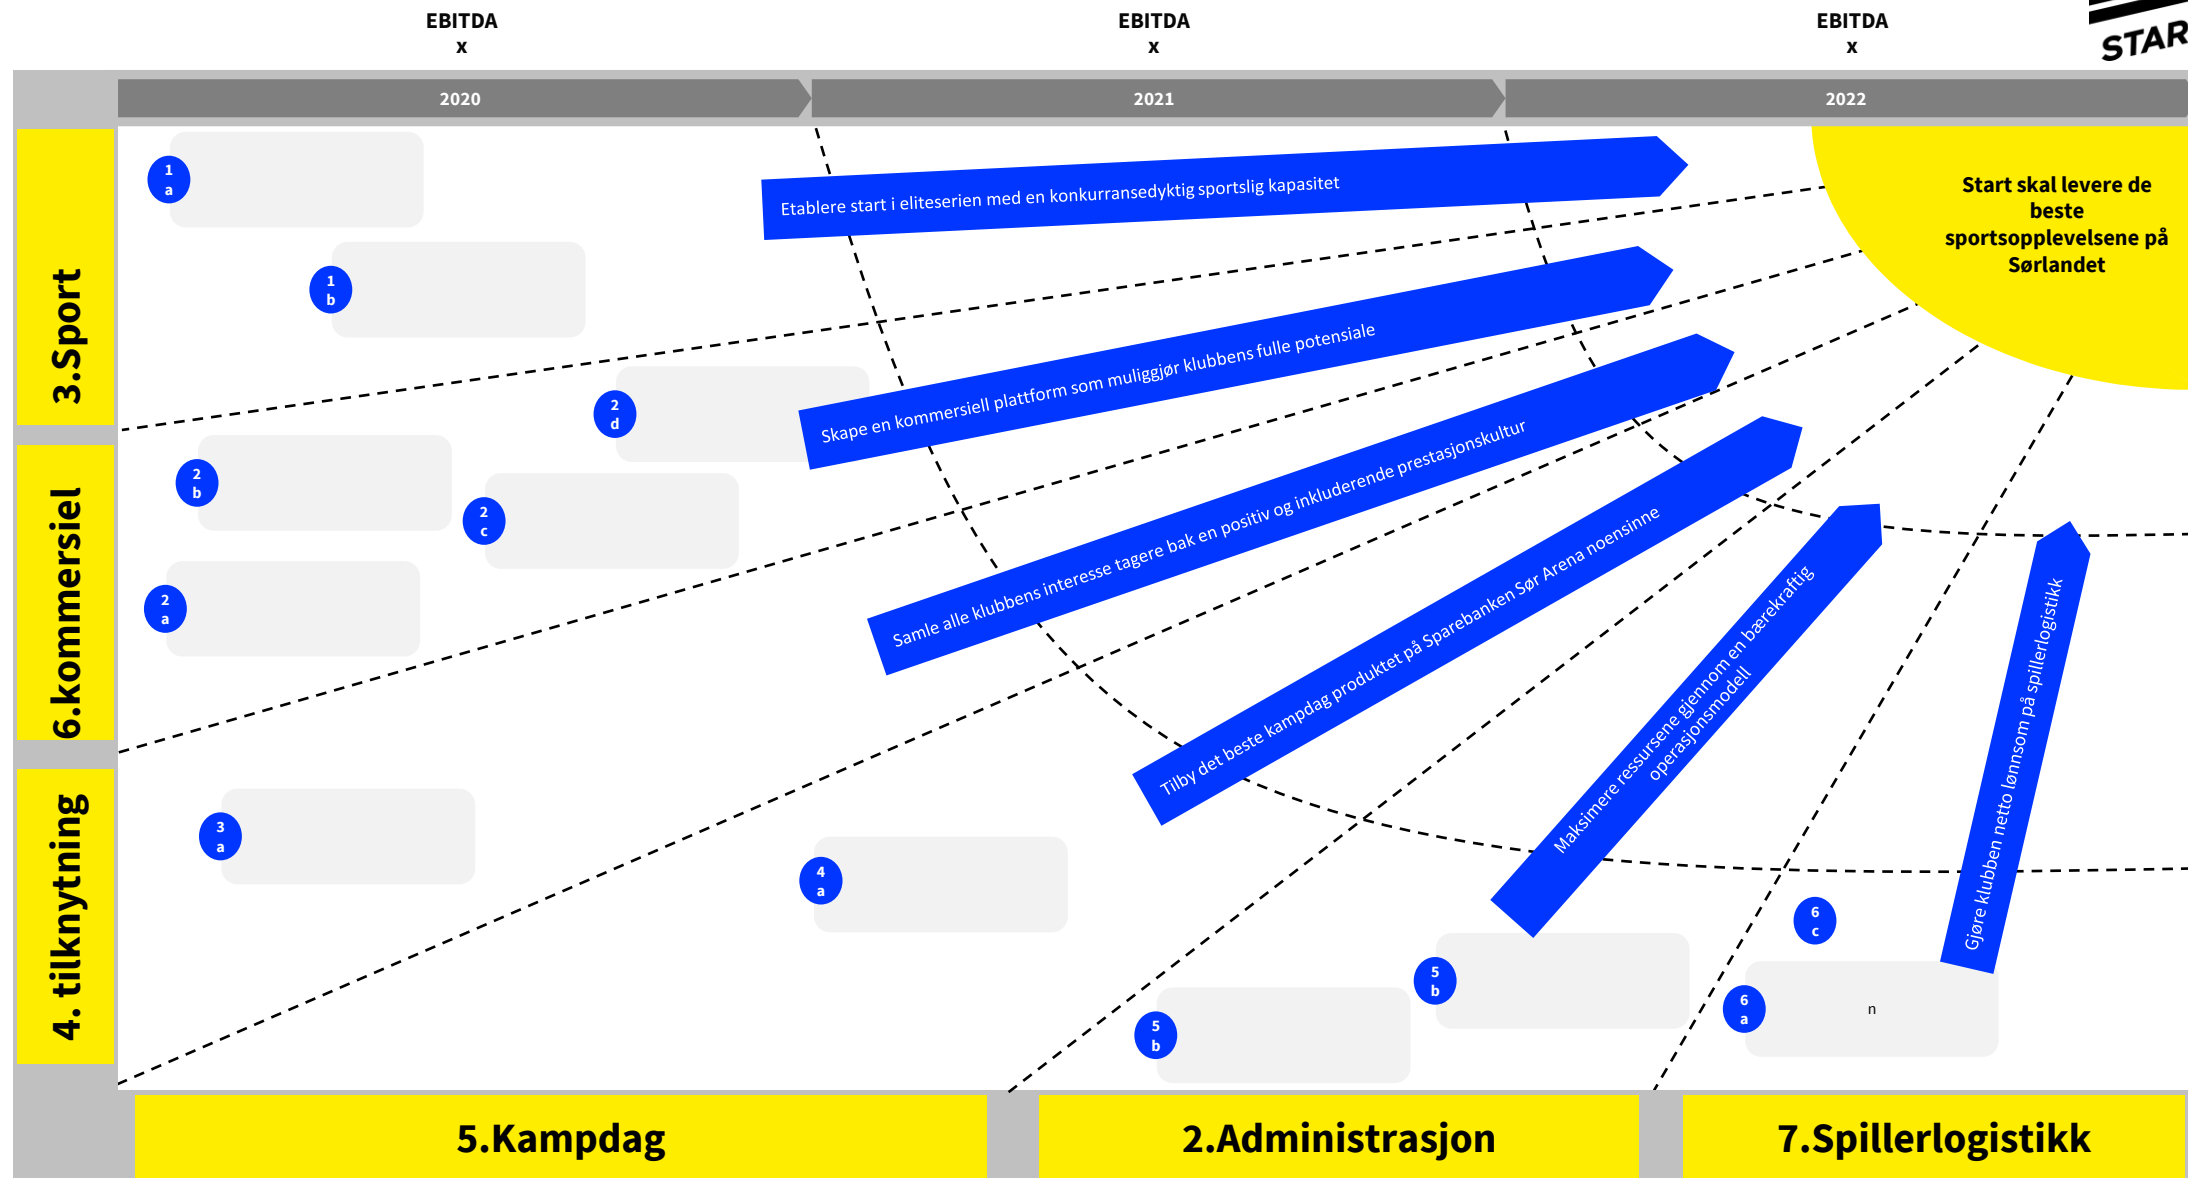 EBITDA
x
EBITDA
x
EBITDA
x
STAR
2020
2021
2022
3.Sport
6.kommersiel
4. tilknytning
1
a
1
b
2
d
2
b
2
c
2
a
3
a
4
a
5
b
5
b
6
c
6
a
n
Etablere start i eliteserien med en konkurransedyktig sportslig kapasitet
Skape en kommersiell plattform som muliggjør klubbens fulle potensiale
Samle alle klubbens interesse tagere bak en positiv og inkluderende prestasjonskultur
Tilby det beste kampdag produktet på Sparebanken Sør Arena noensinne
Maksimere ressursene gjennom en bærekraftig
operasjonsmodell
Gjøre klubben netto lønnsom på spillerlogistikk
Start skal levere de
beste
sportsopplevelsene på
Sørlandet
5.Kampdag
2.Administrasjon
7.Spillerlogistikk